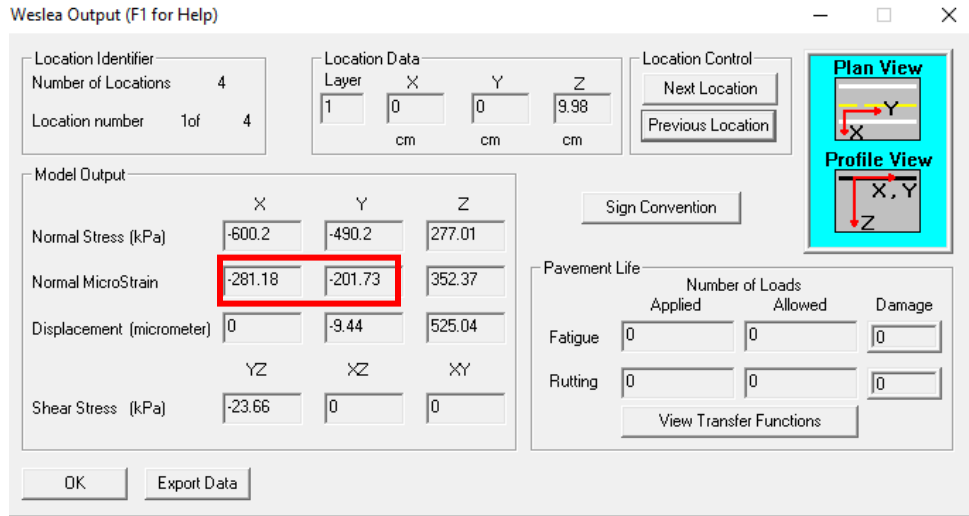 Weslea Output (F1 for Help)
Location Identifier
Number of Locations 4
Location number 1of 4
Location Data
Layer X Y Z
1 0 0 9.98
cm cm cm
Location Control
Next Location
Previous Location
Plan View
Y
X
Profile View
X, Y
Z
Model Output
X Y Z
Normal Stress (kPa) -600.2 -490.2 277.01
Normal MicroStrain -281.18 -201.73 352.37
Displacement (micrometer) 0 -9.44 525.04
YZ XZ XY
Shear Stress (kPa) -23.66 0 0
Sign Convention
Pavement Life
Number of Loads
Applied Allowed Damage
Fatigue 0 0 0
Rutting 0 0 0
View Transfer Functions
OK Export Data